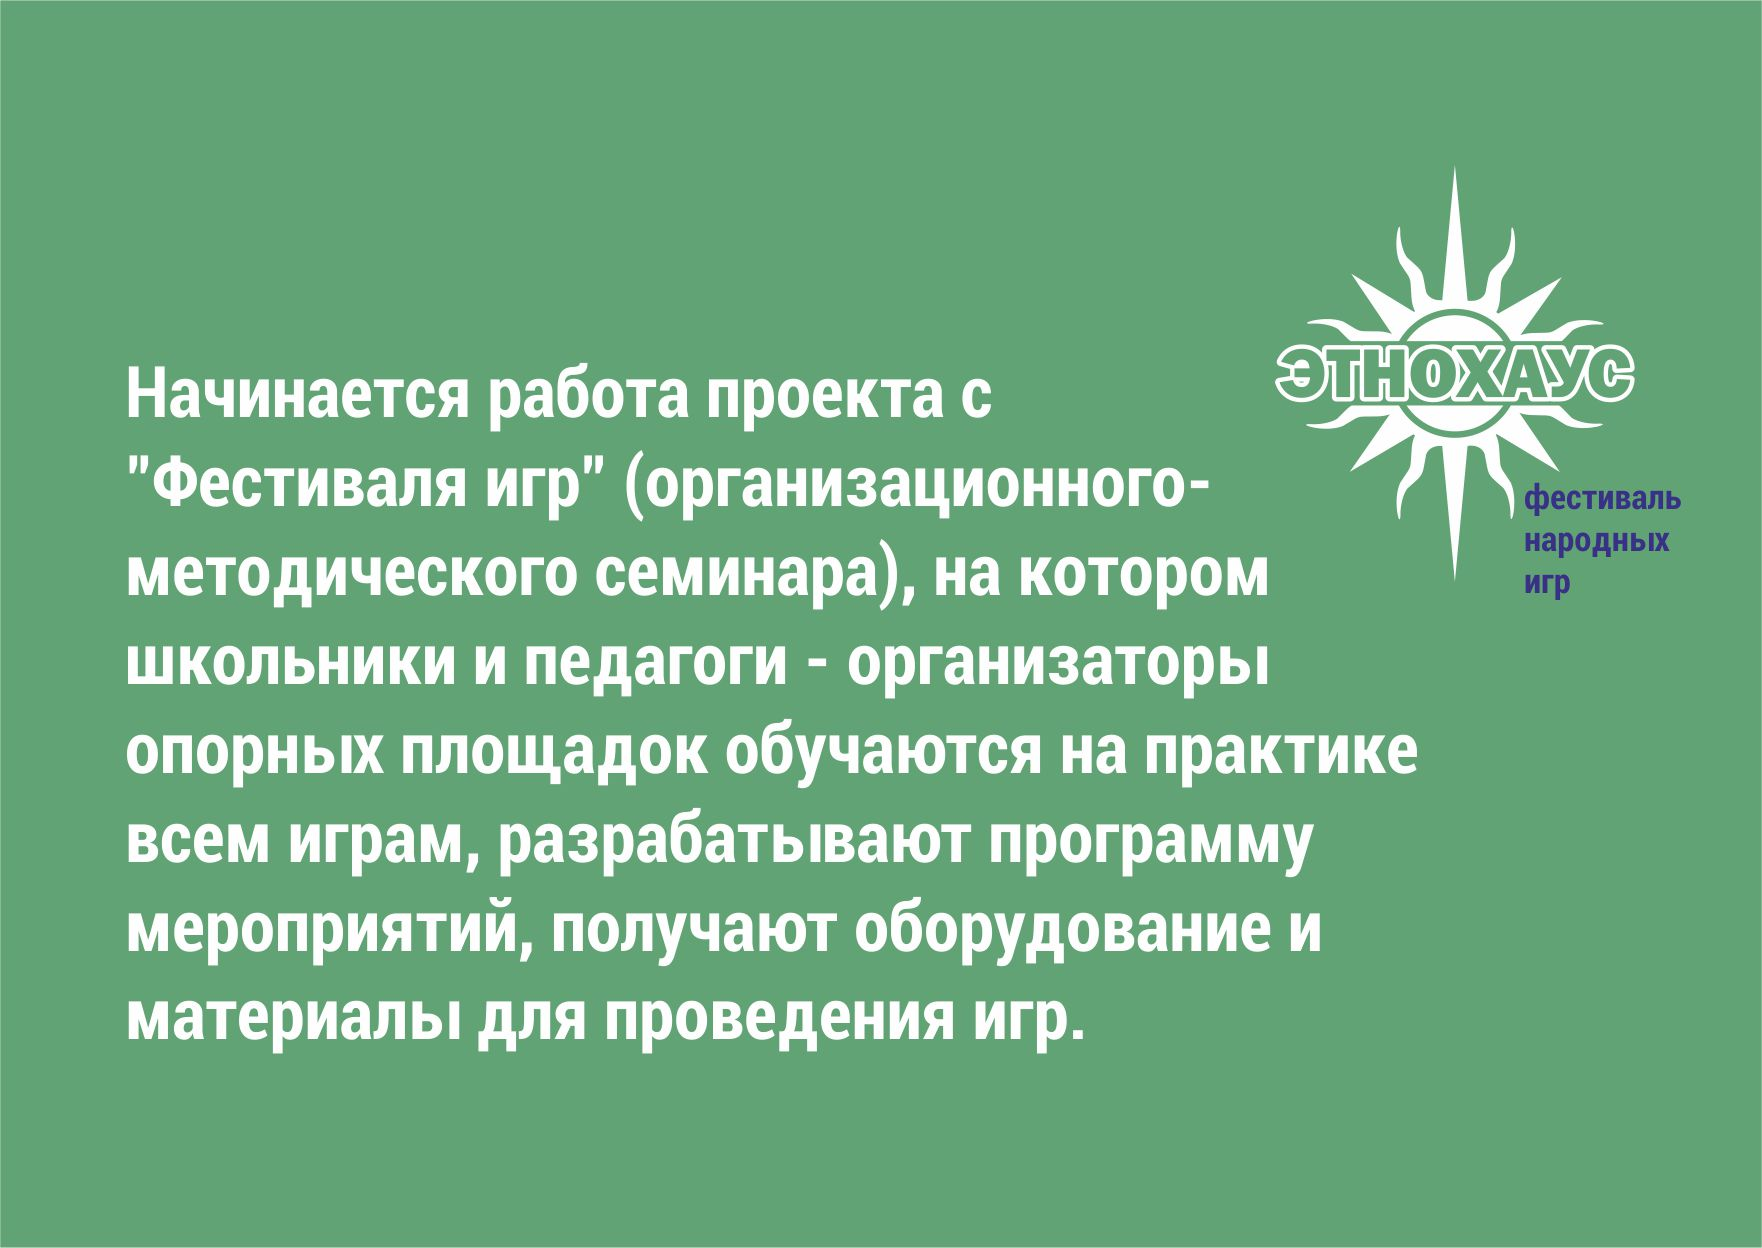 ЭТНОХАУС
фестиваль
народных
игр
Начинается работа проекта с
"Фестиваля игр" (организационного-
методического семинара), на котором
школьники и педагоги - организаторы
опорных площадок обучаются на практике
всем играм, разрабатывают программу
мероприятий, получают оборудование и
материалы для проведения игр.